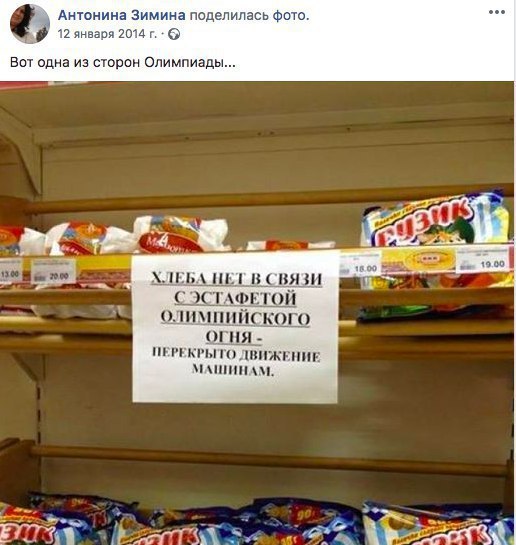 Антонина Зимина поделилась фото.
12 января 2014 г. ·
Вот одна из сторон Олимпиады...
РУЗИК
13.00
20.00
18.00
19.00
ХЛЕБА НЕТ В СВЯЗИ
С ЭСТАФЕТОЙ
ОЛИМПИЙСКОГО
ОГНЯ -
ПЕРЕКРЫТО ДВИЖЕНИЕ
МАШИНАМ.